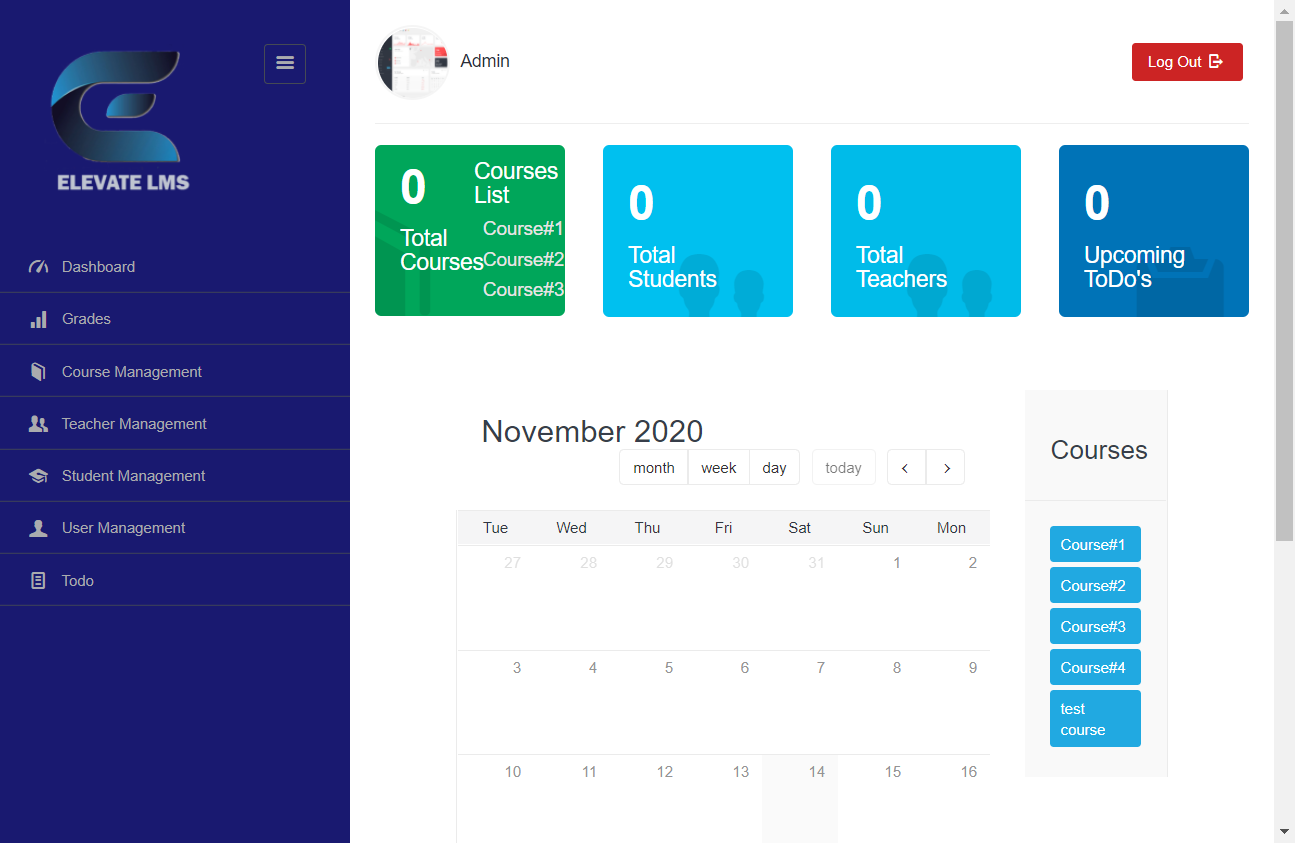 ELEVATE LMS
Dashboard
Grades
Course Management
Teacher Management
Student Management
User Management
Todo
Admin
Log Out
0
Total
Courses
Courses
List
Course#1
Course#2
Course#3
0
Total
Students
0
Total
Teachers
0
Upcoming
ToDo's
November 2020
month week day today
Tue Wed Thu Fri Sat Sun Mon
27 28 29 30 31 1 2
3 4 5 6 7 8 9
10 11 12 13 14 15 16
Courses
Course#1
Course#2
Course#3
Course#4
test
course